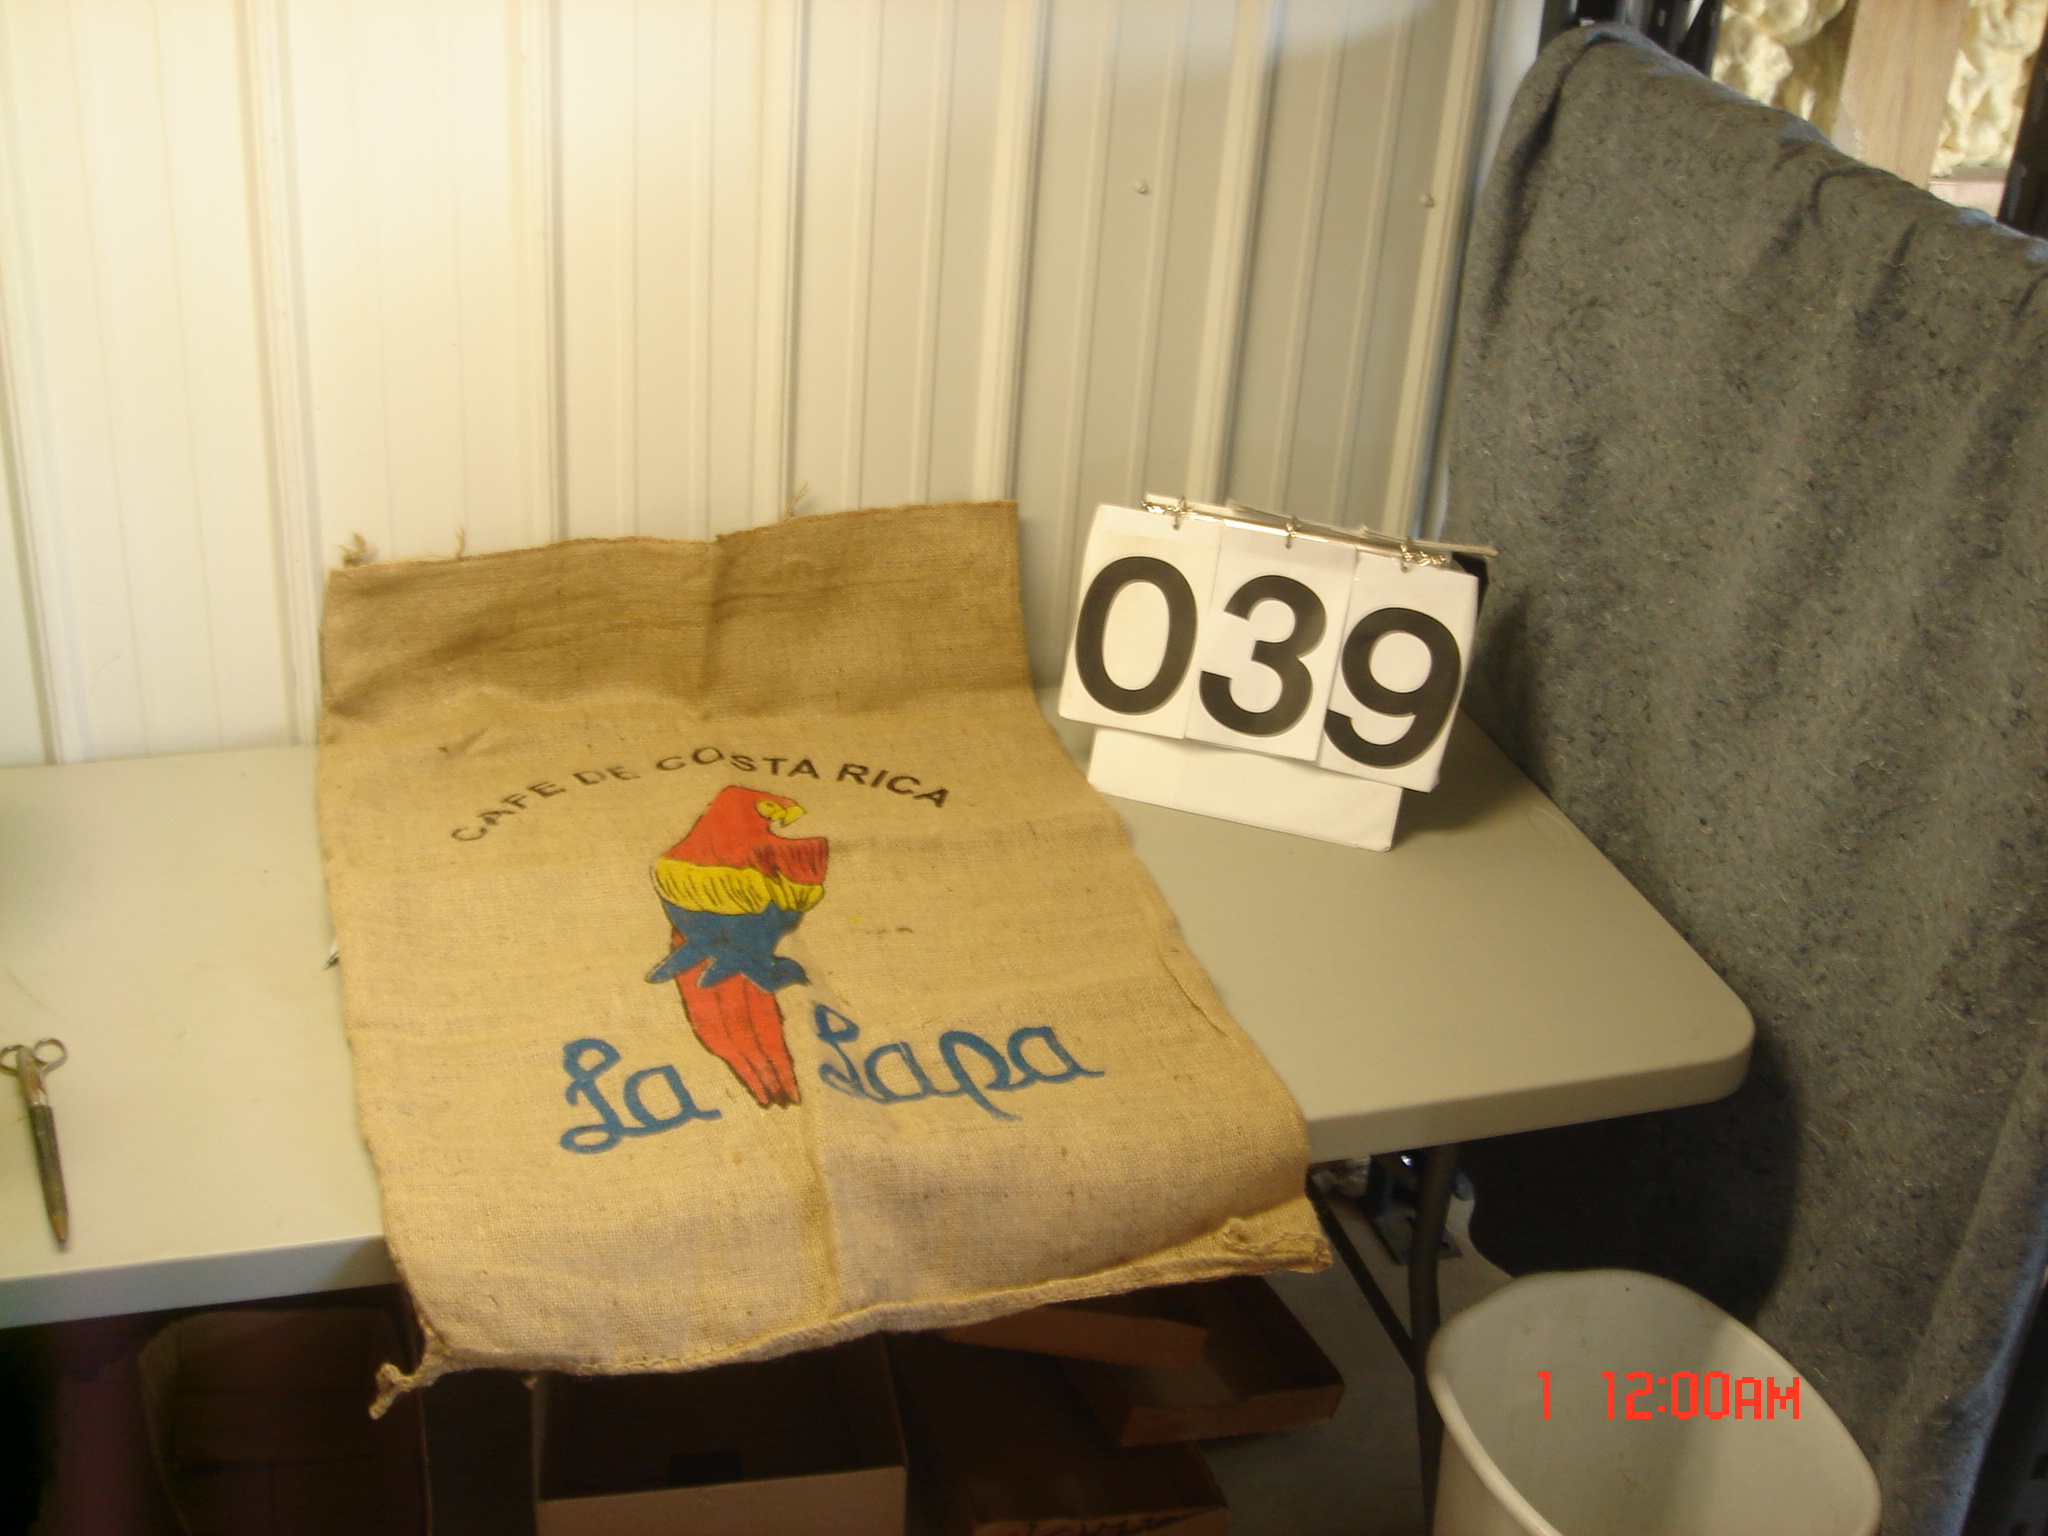 CAFE DE COSTA RICA
La Lapa
039
1 12:00AM